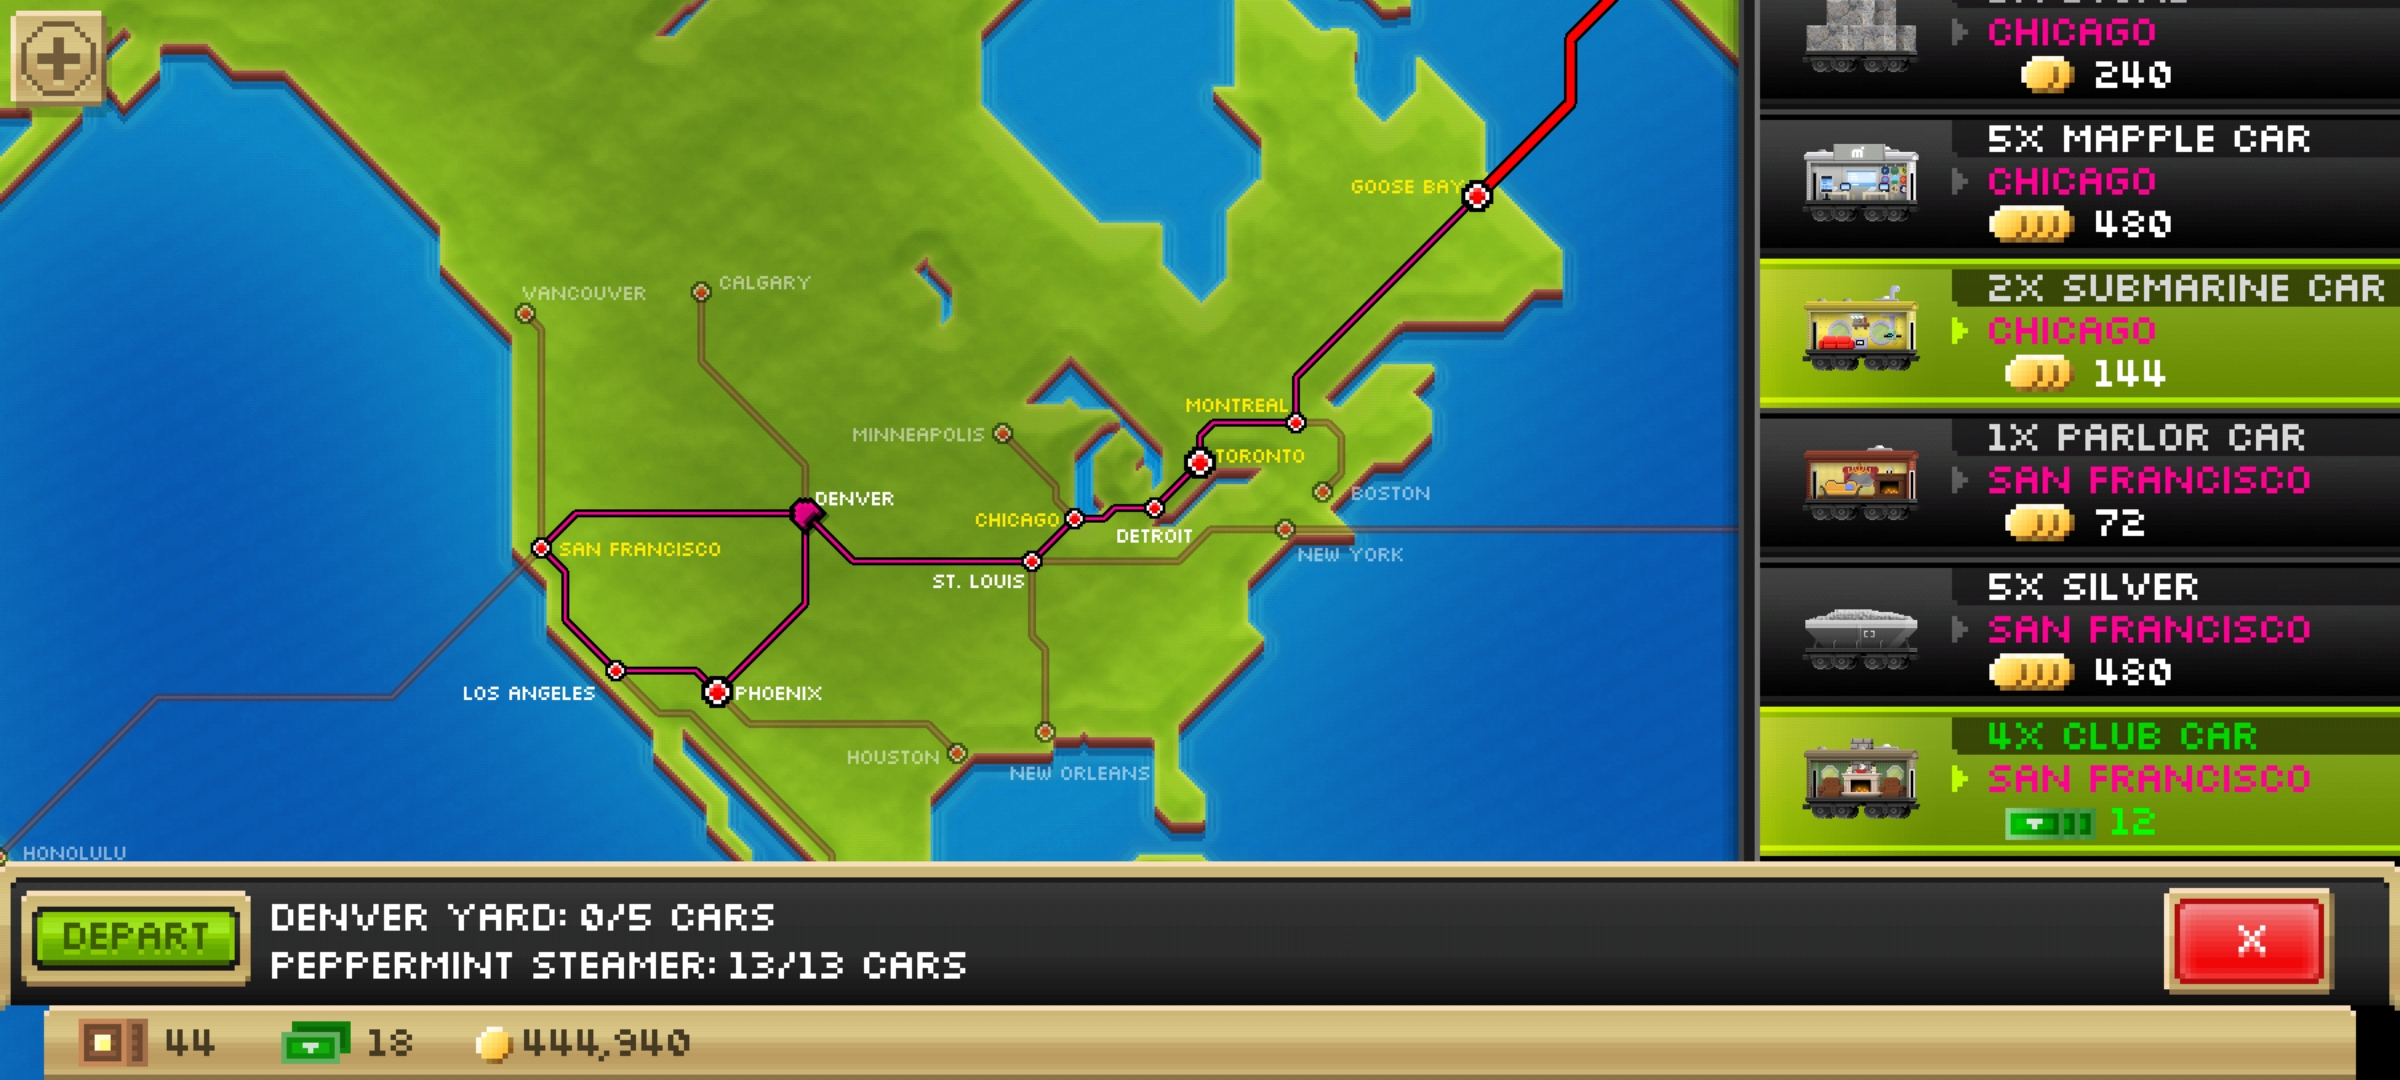 CHICAGO
240
5X MAPPLE CAR
CHICAGO
480
2X SUBMARINE CAR
CHICAGO
144
1X PARLOR CAR
SAN FRANCISCO
72
5X SILVER
SAN FRANCISCO
480
4X CLUB CAR
SAN FRANCISCO
12
GOOSE BAY
CALGARY
VANCOUVER
MONTREAL
MINNEAPOLIS
TORONTO
BOSTON
DENVER
CHICAGO
DETROIT
SAN FRANCISCO
NEW YORK
ST. LOUIS
LOS ANGELES
PHOENIX
HOUSTON
NEW ORLEANS
HONOLULU
DEPART
DENVER YARD: 0/5 CARS
PEPPERMINT STEAMER: 13/13 CARS
X
44
18
444,940